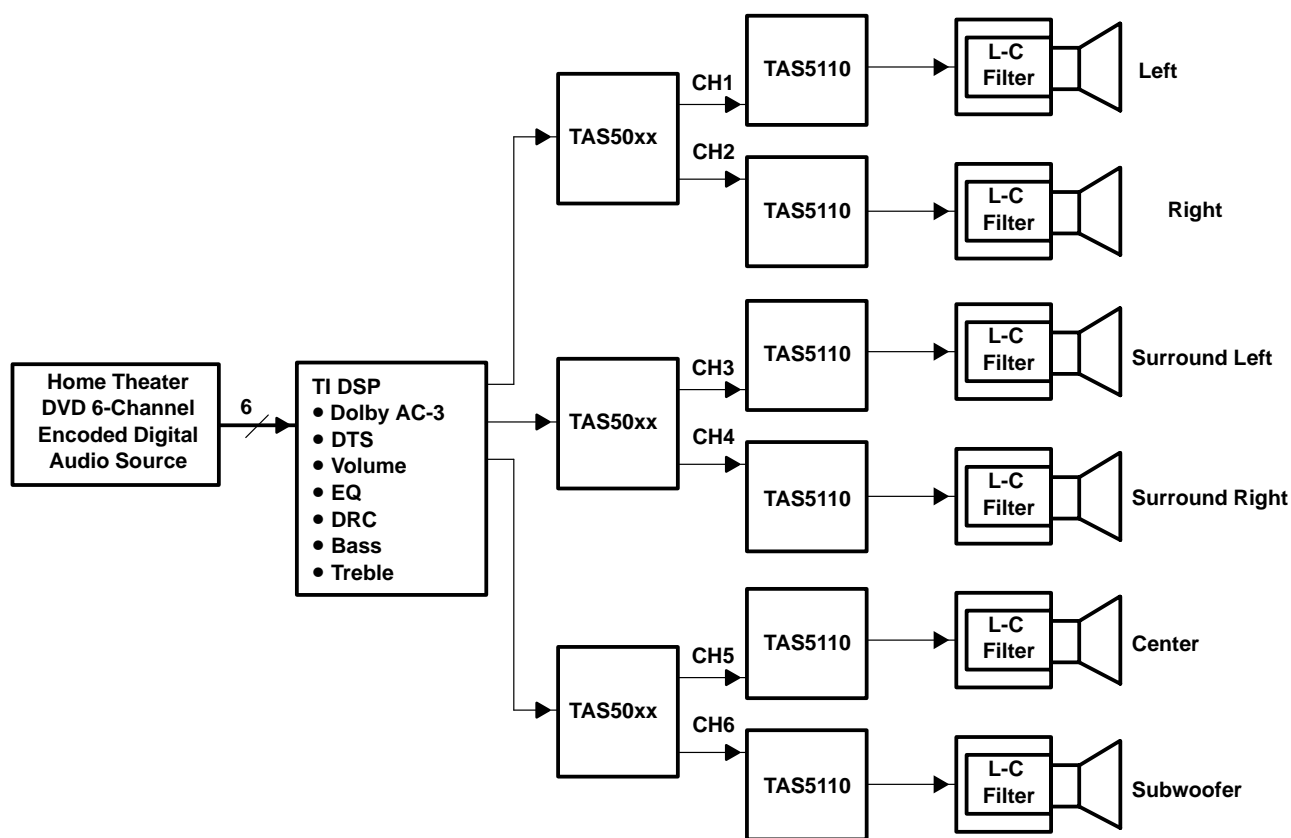 Home Theater
DVD 6-Channel
Encoded Digital
Audio Source
6
TI DSP
● Dolby AC-3
● DTS
● Volume
● EQ
● DRC
● Bass
● Treble
TAS50xx
CH1
TAS5110
L-C
Filter
Left
CH2
TAS5110
L-C
Filter
Right
TAS50xx
CH3
TAS5110
L-C
Filter
Surround Left
CH4
TAS5110
L-C
Filter
Surround Right
TAS50xx
CH5
TAS5110
L-C
Filter
Center
CH6
TAS5110
L-C
Filter
Subwoofer